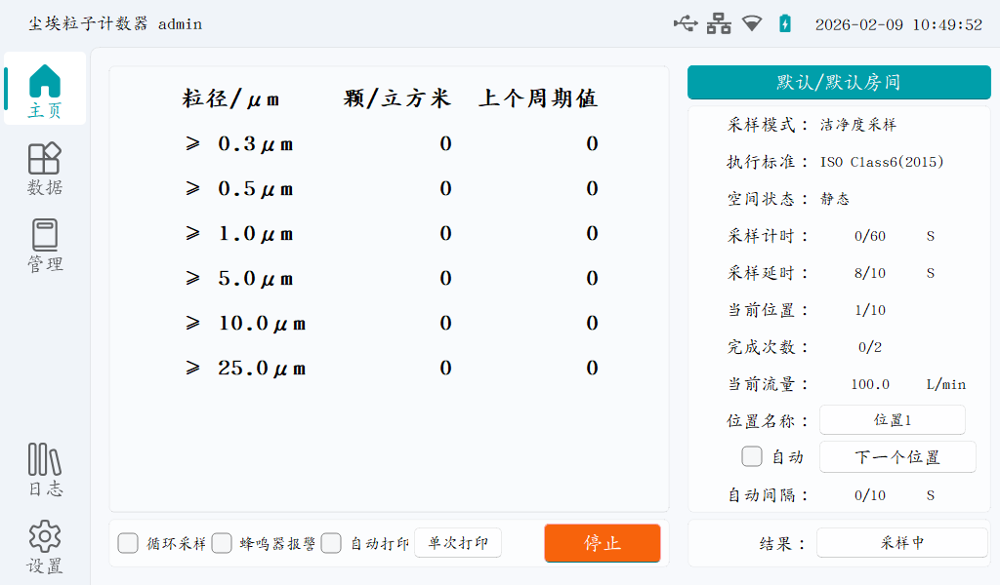 尘埃粒子计数器 admin
2026-02-09 10:49:52
主页
数据
管理
日志
设置
粒径/μm 颗/立方米 上个周期值
≥ 0.3μm 0 0
≥ 0.5μm 0 0
≥ 1.0μm 0 0
≥ 5.0μm 0 0
≥ 10.0μm 0 0
≥ 25.0μm 0 0
循环采样 蜂鸣器报警 自动打印 单次打印 停止
默认/默认房间
采样模式： 洁净度采样
执行标准： ISO Class6(2015)
空间状态： 静态
采样计时： 0/60 S
采样延时： 8/10 S
当前位置： 1/10
完成次数： 0/2
当前流量： 100.0 L/min
位置名称： 位置1
自动 下一个位置
自动间隔： 0/10 S
结果： 采样中